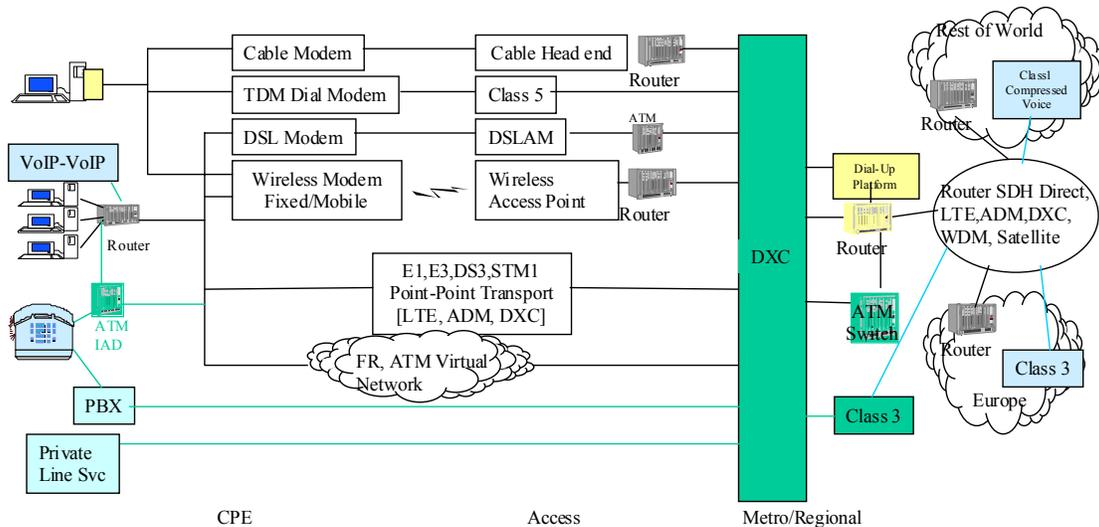 Cable Modem
Cable Head end
Router
TDM Dial Modem
Class 5
DSL Modem
DSLAM
ATM
VoIP-VoIP
Wireless Modem
Fixed/Mobile
Wireless
Access Point
Router
Router
E1,E3,DS3,STM1
Point-Point Transport
[LTE, ADM, DXC]
ATM
IAD
FR, ATM Virtual
Network
PBX
Private
Line Svc
DXC
Dial-Up
Platform
Router
ATM
Switch
Class 3
Rest of World
Class1
Compressed
Voice
Router
Router SDH Direct,
LTE,ADM,DXC,
WDM, Satellite
Router
Class 3
Europe
CPE
Access
Metro/Regional